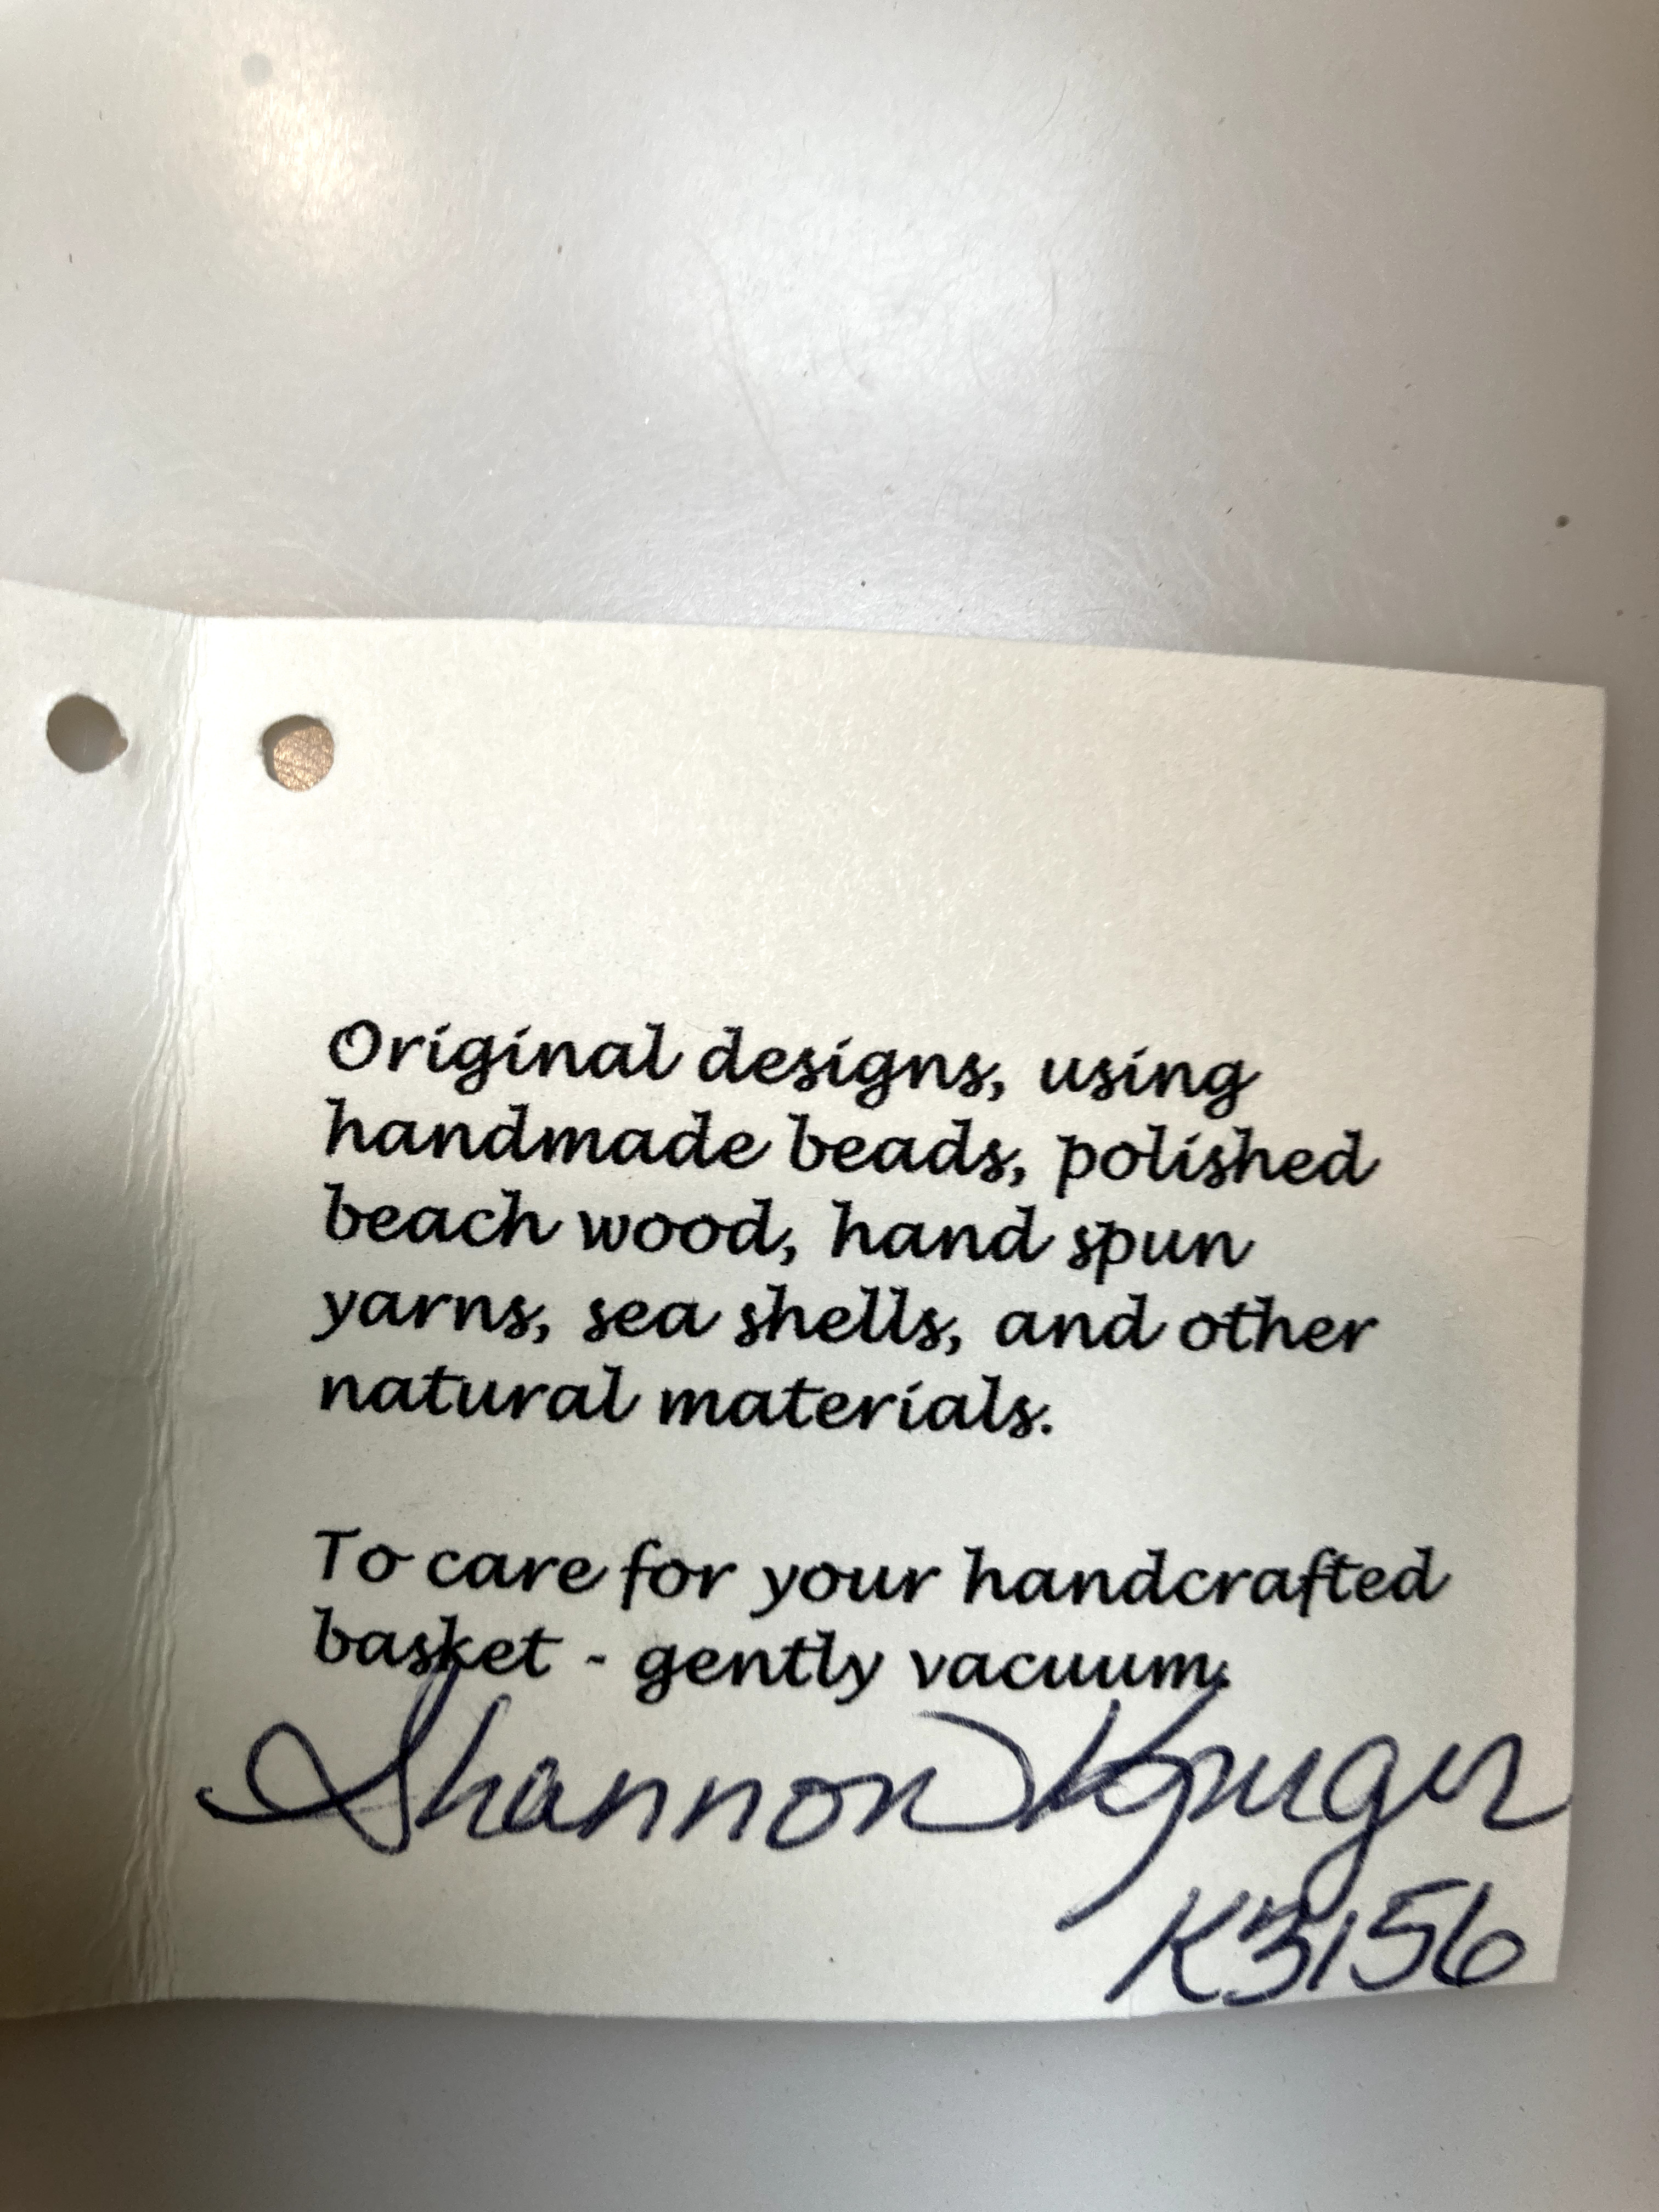 Original designs, using
handmade beads, polished
beach wood, hand spun
yarns, sea shells, and other
natural materials.
To care for your handcrafted
basket - gently vacuum.
Shannon Kruger
K3156